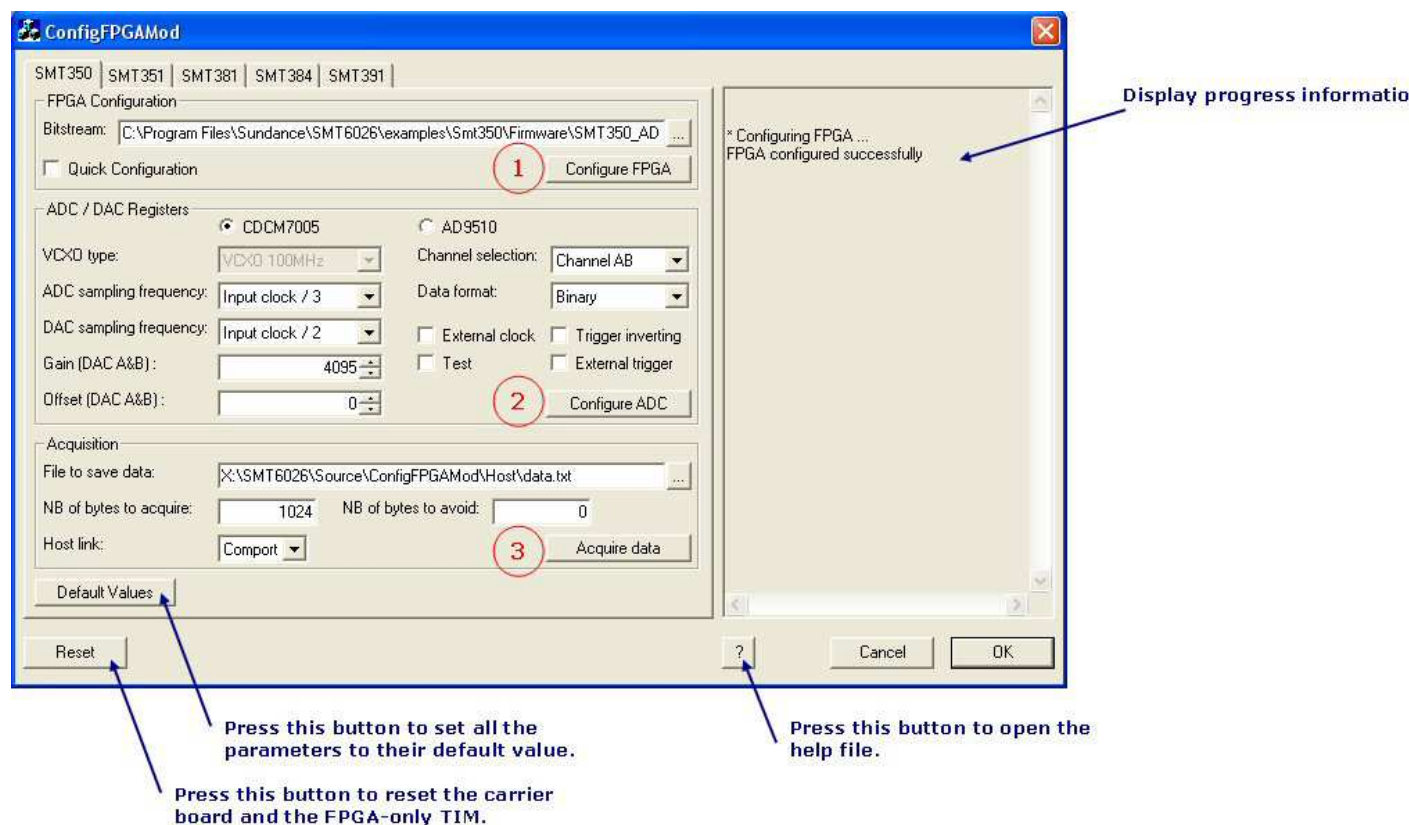 ConfigFPGAMod
SMT350 SMT351 SMT381 SMT384 SMT391
FPGA Configuration
Bitstream: C:\Program Files\Sundance\SMT6026\examples\Smt350\Firmware\SMT350_AD ...
Quick Configuration 1 Configure FPGA
ADC / DAC Registers
CDCM7005 AD9510
VCXO type: VCXO 100MHz Channel selection: Channel AB
ADC sampling frequency: Input clock / 3 Data format: Binary
DAC sampling frequency: Input clock / 2 External clock Trigger inverting
Gain (DAC A&B) : 4095 Test External trigger
Offset (DAC A&B) : 0 2 Configure ADC
Acquisition
File to save data: X:\SMT6026\Source\ConfigFPGAMod\Host\data.txt ...
NB of bytes to acquire: 1024 NB of bytes to avoid: 0
Host link: Comport 3 Acquire data
Default Values
Reset
* Configuring FPGA ...
FPGA configured successfully
? Cancel OK
Display progress informatio
Press this button to set all the
parameters to their default value.
Press this button to open the
help file.
Press this button to reset the carrier
board and the FPGA-only TIM.